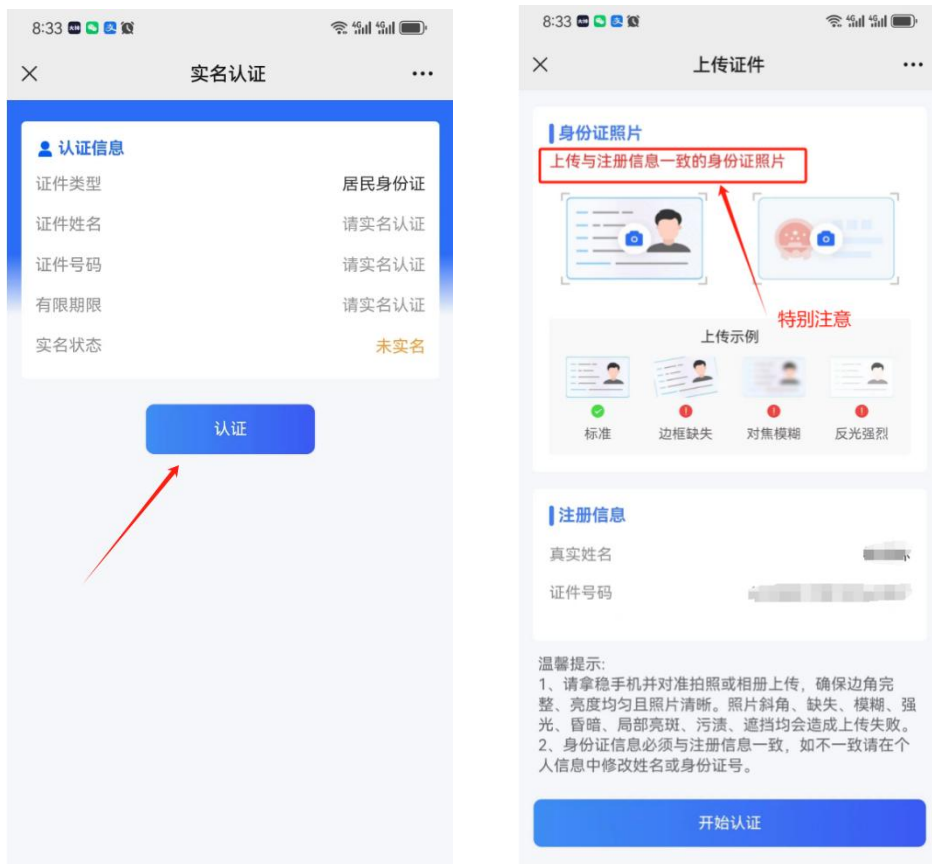 8:33
实名认证
认证信息
证件类型
居民身份证
证件姓名
请实名认证
证件号码
请实名认证
有限期限
请实名认证
实名状态
未实名
认证
8:33
上传证件
身份证照片
上传与注册信息一致的身份证照片
特别注意
上传示例
标准
边框缺失
对焦模糊
反光强烈
注册信息
真实姓名
证件号码
温馨提示:
1、请拿稳手机并对准拍照或相册上传，确保边角完
整、亮度均匀且照片清晰。照片斜角、缺失、模糊、强
光、昏暗、局部亮斑、污渍、遮挡均会造成上传失败。
2、身份证信息必须与注册信息一致，如不一致请在个
人信息中修改姓名或身份证号。
开始认证